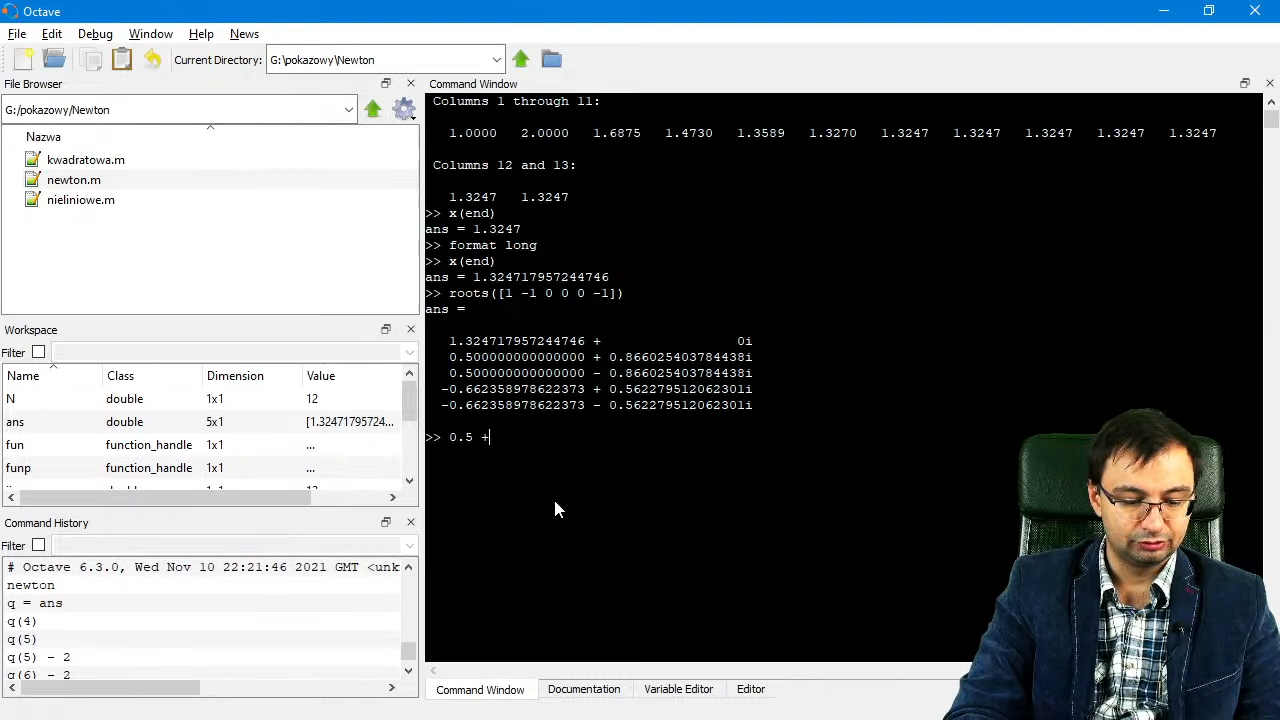 Octave
File Edit Debug Window Help News
Current Directory: G:\pokazowy\Newton
File Browser
G:/pokazowy/Newton
Nazwa
kwadratowa.m
newton.m
nieliniowe.m
Workspace
Filter
Name Class Dimension Value
N double 1x1 12
ans double 5x1 [1.32471795724...
fun function_handle 1x1 ...
funp function_handle 1x1 ...
Command History
Filter
# Octave 6.3.0, Wed Nov 10 22:21:46 2021 GMT <unk
newton
q = ans
q(4)
q(5)
q(5) - 2
q(6) - 2
Command Window
Columns 1 through 11:
1.0000 2.0000 1.6875 1.4730 1.3589 1.3270 1.3247 1.3247 1.3247 1.3247 1.3247
Columns 12 and 13:
1.3247 1.3247
>> x(end)
ans = 1.3247
>> format long
>> x(end)
ans = 1.324717957244746
>> roots([1 -1 0 0 0 -1])
ans =
1.324717957244746 + 0i
0.500000000000000 + 0.866025403784438i
0.500000000000000 - 0.866025403784438i
-0.662358978622373 + 0.562279512062301i
-0.662358978622373 - 0.562279512062301i
>> 0.5 +
Command Window Documentation Variable Editor Editor